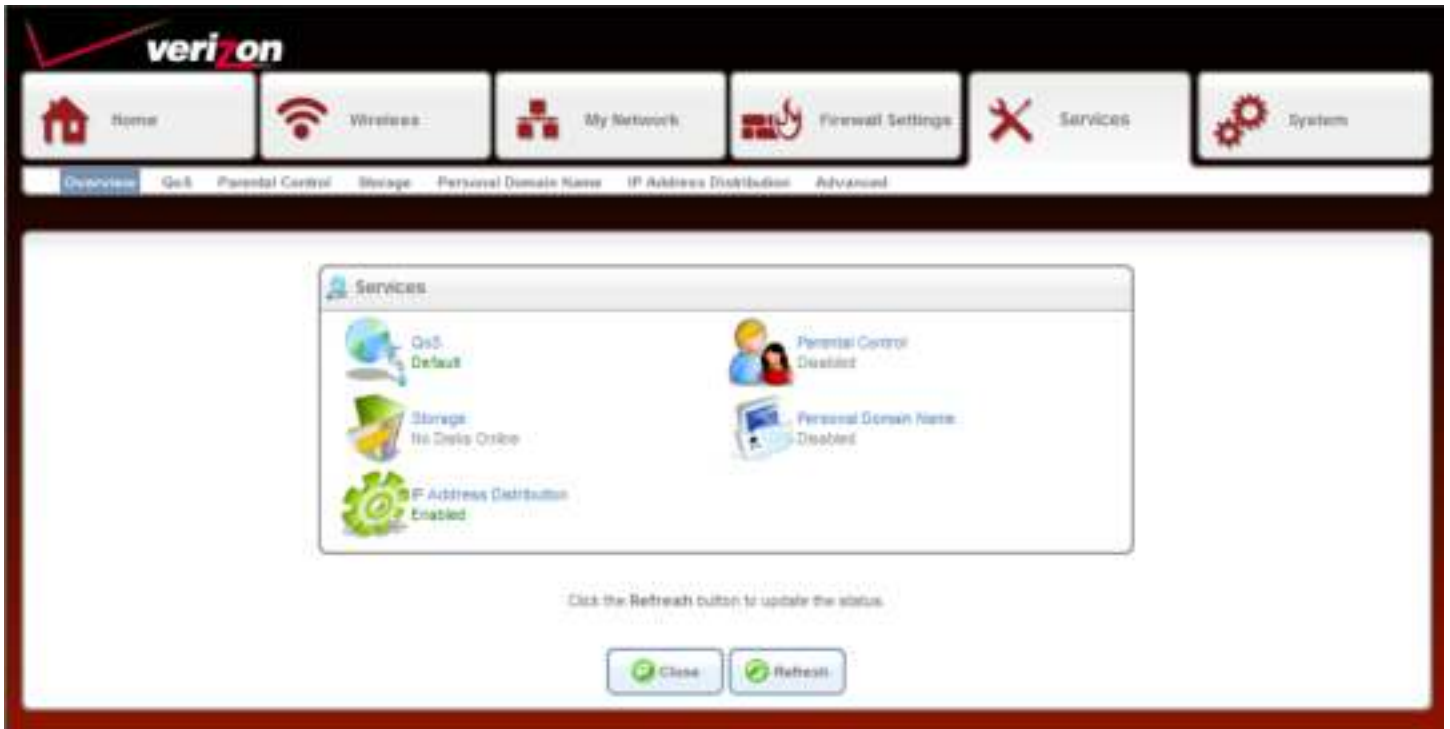 verizon
Home
Wireless
My Network
Firewall Settings
Services
System
Overview QoS Parental Control Storage Personal Domain Name IP Address Distribution Advanced
Services
QoS
Default
Parental Control
Disabled
Storage
No Disks Online
Personal Domain Name
Disabled
IP Address Distribution
Enabled
Click the Refresh button to update the status.
Close
Refresh